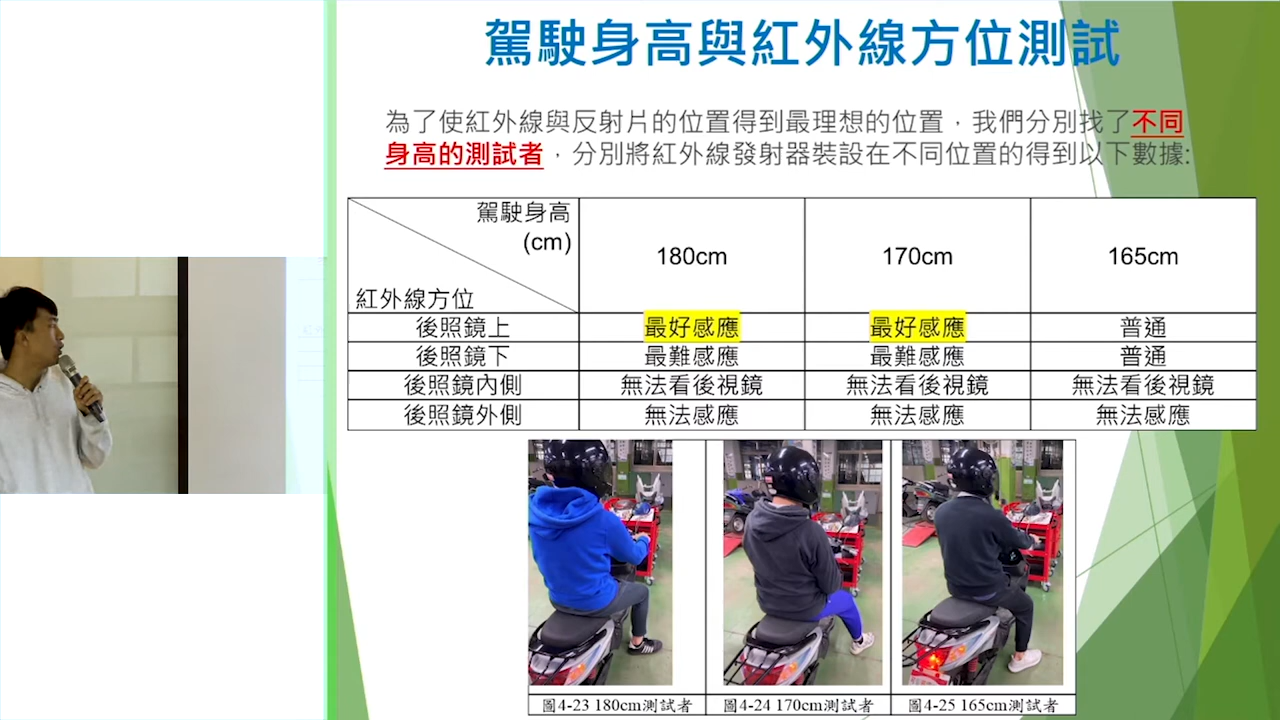 駕駛身高與紅外線方位測試
為了使紅外線與反射片的位置得到最理想的位置，我們分別找了不同
身高的測試者，分別將紅外線發射器裝設在不同位置的得到以下數據:
駕駛身高
(cm)
紅外線方位
180cm
170cm
165cm
後照鏡上 最好感應 最好感應 普通
後照鏡下 最難感應 最難感應 普通
後照鏡內側 無法看後視鏡 無法看後視鏡 無法看後視鏡
後照鏡外側 無法感應 無法感應 無法感應
圖4-23 180cm測試者 圖4-24 170cm測試者 圖4-25 165cm測試者